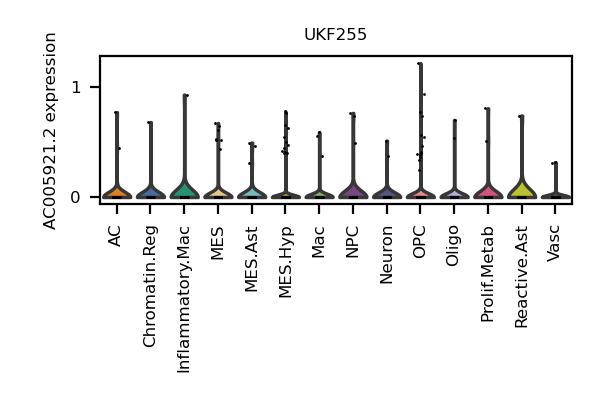 UKF255
AC005921.2 expression
1
0
AC
Chromatin.Reg
Inflammatory.Mac
MES
MES.Ast
MES.Hyp
Mac
NPC
Neuron
OPC
Oligo
Prolif.Metab
Reactive.Ast
Vasc